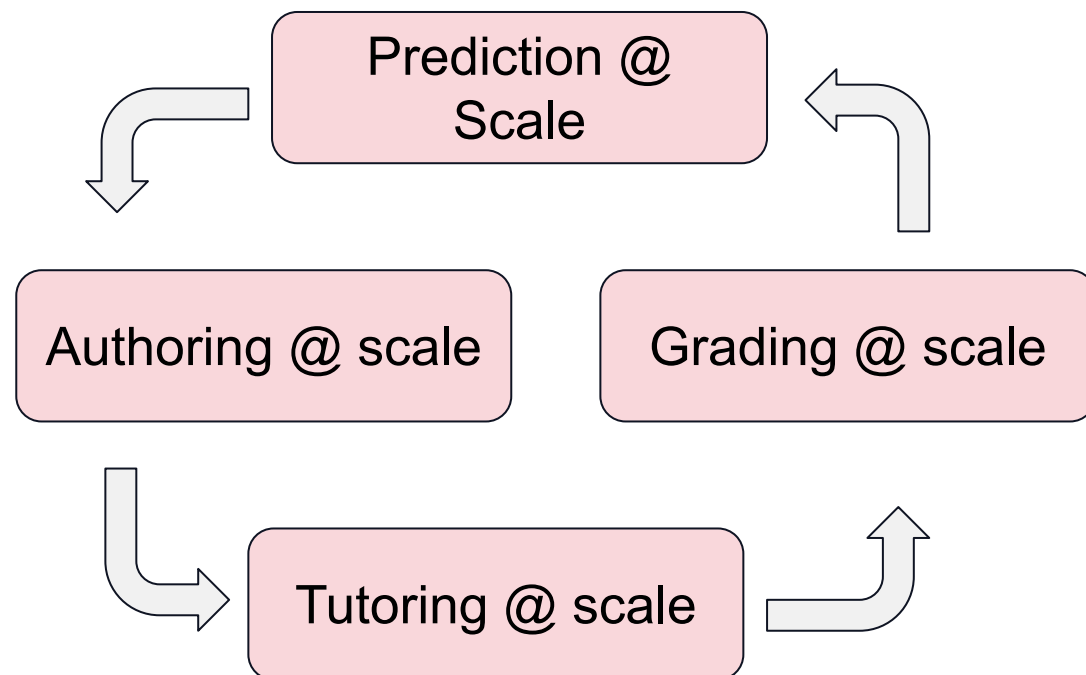 Prediction @
Scale
Authoring @ scale
Grading @ scale
Tutoring @ scale